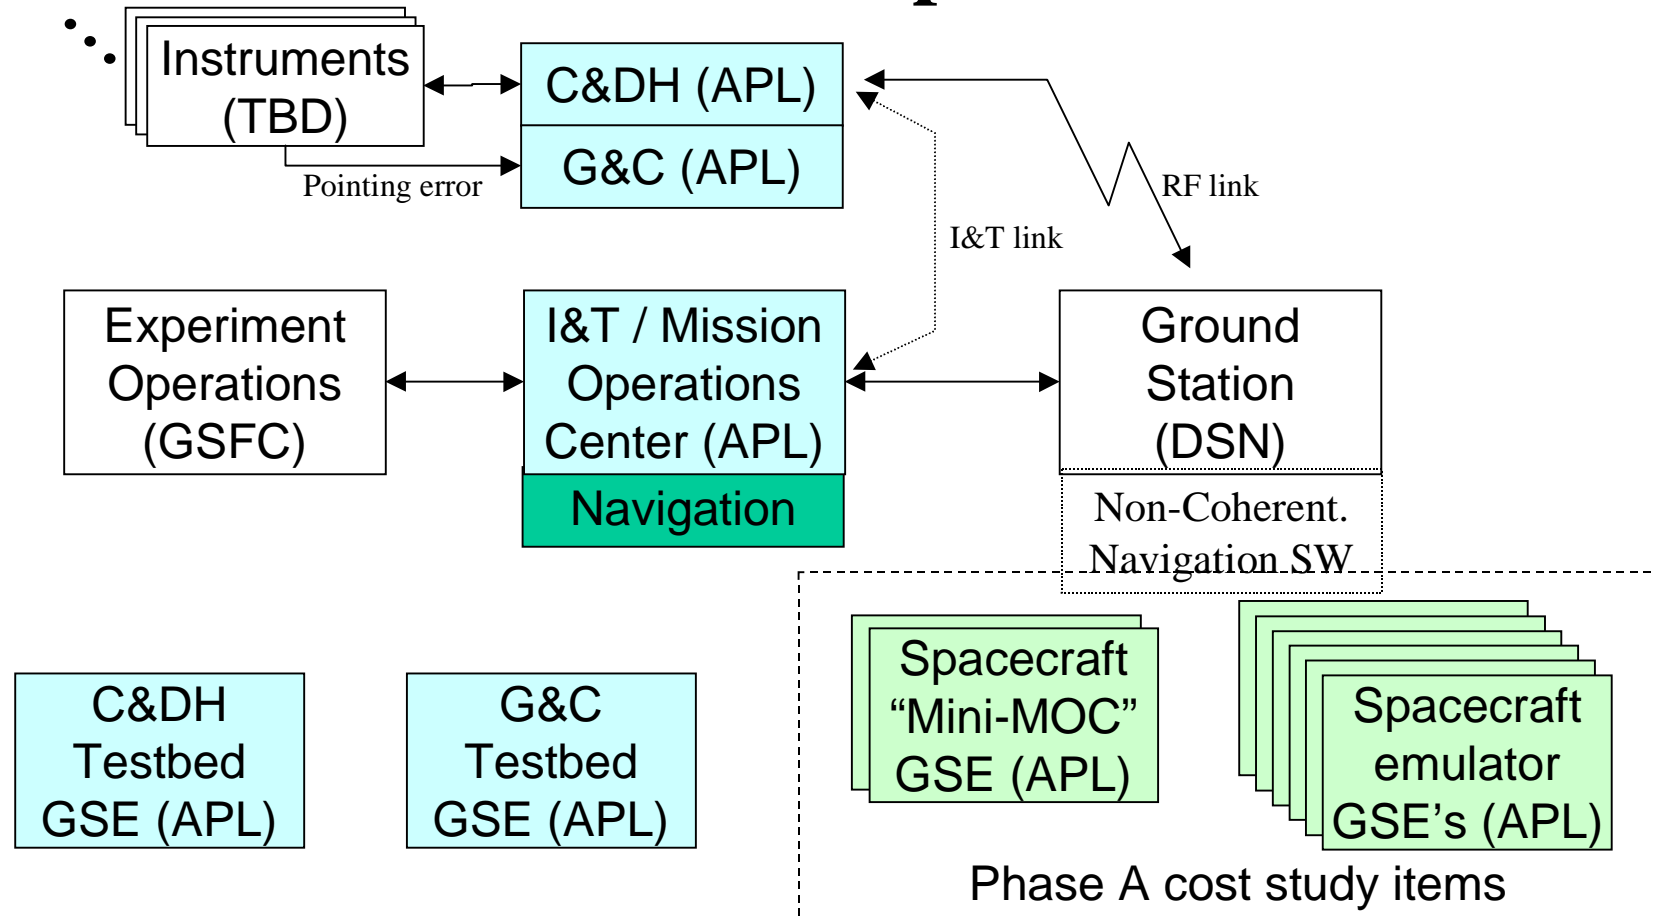 Instruments
(TBD)
C&DH (APL)
G&C (APL)
Pointing error
RF link
I&T link
Experiment
Operations
(GSFC)
I&T / Mission
Operations
Center (APL)
Navigation
Ground
Station
(DSN)
Non-Coherent.
Navigation SW
C&DH
Testbed
GSE (APL)
G&C
Testbed
GSE (APL)
Spacecraft
“Mini-MOC”
GSE (APL)
Spacecraft
emulator
GSE’s (APL)
Phase A cost study items